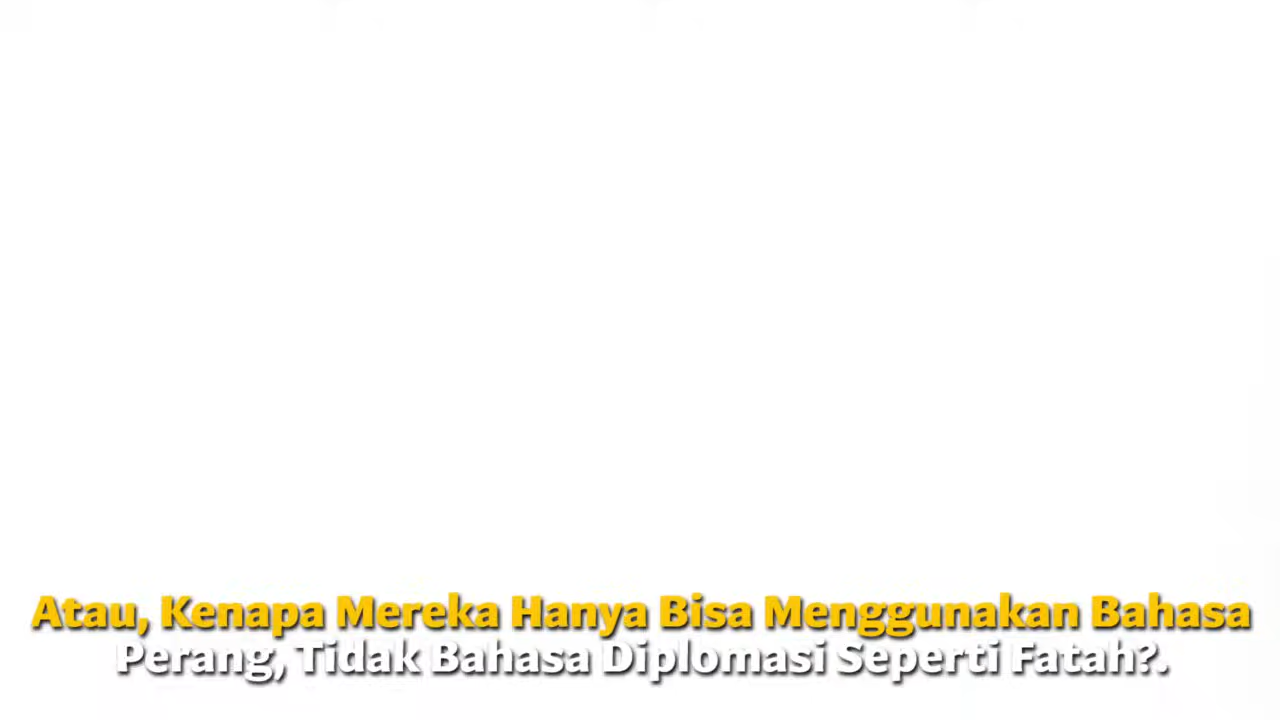 Atau, Kenapa Mereka Hanya Bisa Menggunakan Bahasa
Perang, Tidak Bahasa Diplomasi Seperti Fatah?.